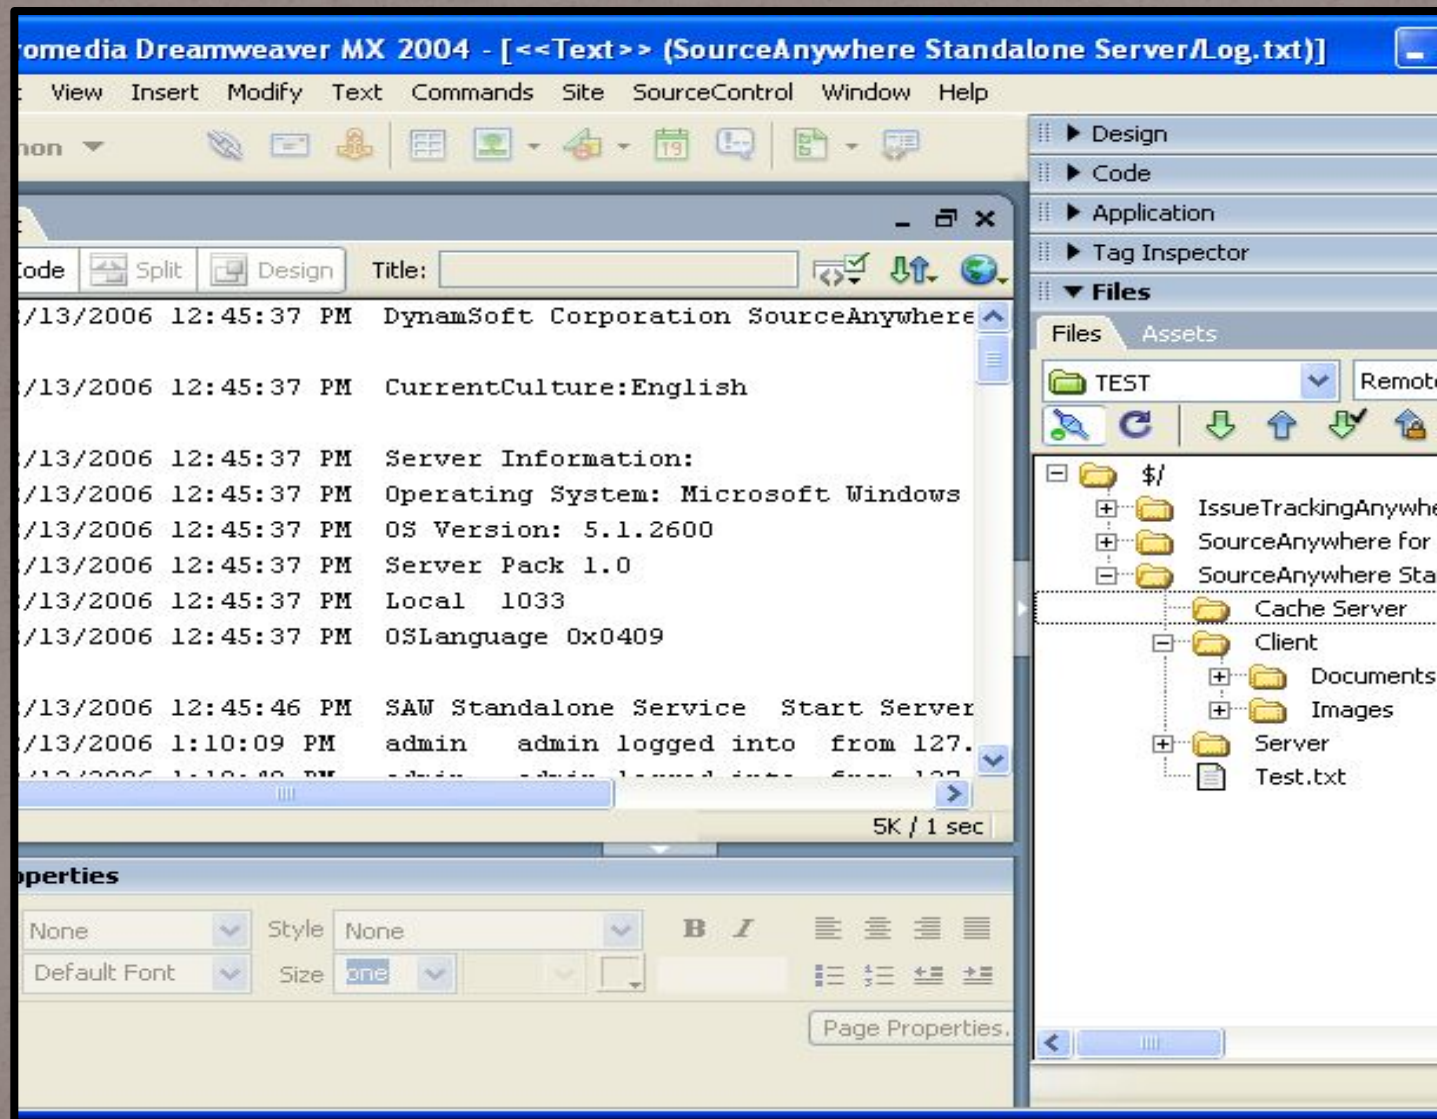 omedia Dreamweaver MX 2004 - [<<Text>> (SourceAnywhere Standalone Server/Log.txt)]
View Insert Modify Text Commands Site SourceControl Window Help
mon
ode Split Design Title:
/13/2006 12:45:37 PM DynamSoft Corporation SourceAnywhere
/13/2006 12:45:37 PM CurrentCulture:English
/13/2006 12:45:37 PM Server Information:
/13/2006 12:45:37 PM Operating System: Microsoft Windows
/13/2006 12:45:37 PM OS Version: 5.1.2600
/13/2006 12:45:37 PM Server Pack 1.0
/13/2006 12:45:37 PM Local 1033
/13/2006 12:45:37 PM OSLanguage 0x0409
/13/2006 12:45:46 PM SAW Standalone Service Start Server
/13/2006 1:10:09 PM admin admin logged into from 127.
5K / 1 sec
operties
None Style None B I
Default Font Size one
Page Properties.
Design
Code
Application
Tag Inspector
Files
Files Assets
TEST Remote
$/
IssueTrackingAnywhe
SourceAnywhere for
SourceAnywhere Sta
Cache Server
Client
Documents
Images
Server
Test.txt